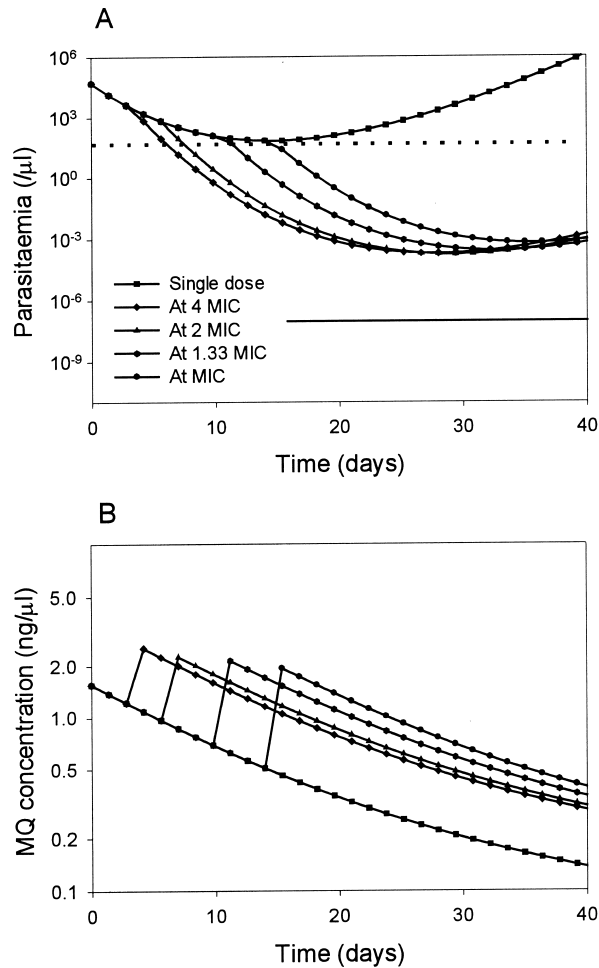 A
Parasitaemia (/µl)
10^6
10^3
10^0
10^-3
10^-6
10^-9
Single dose
At 4 MIC
At 2 MIC
At 1.33 MIC
At MIC
0 10 20 30 40
Time (days)
B
MQ concentration (ng/µl)
5.0
2.0
1.0
0.5
0.2
0.1
0 10 20 30 40
Time (days)